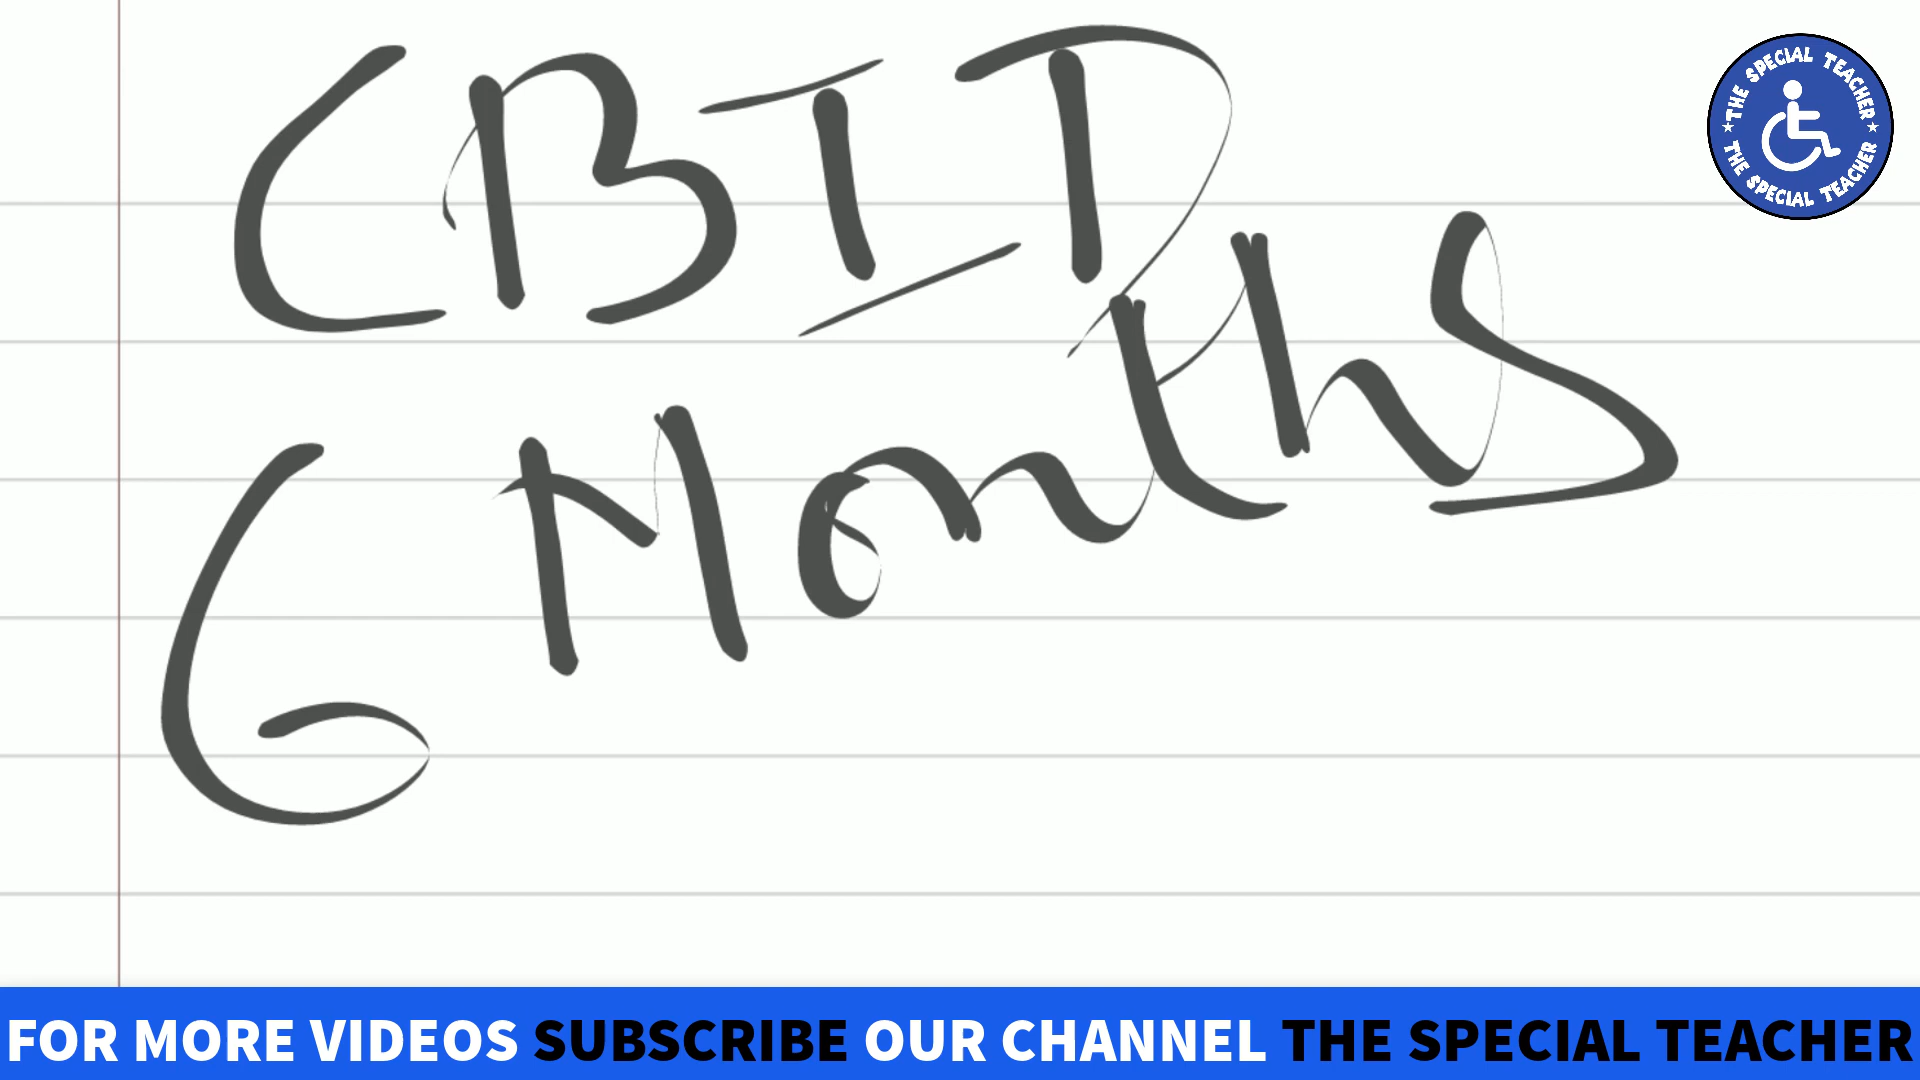 CBID
6 Months
THE SPECIAL TEACHER
THE SPECIAL TEACHER
FOR MORE VIDEOS SUBSCRIBE OUR CHANNEL THE SPECIAL TEACHER